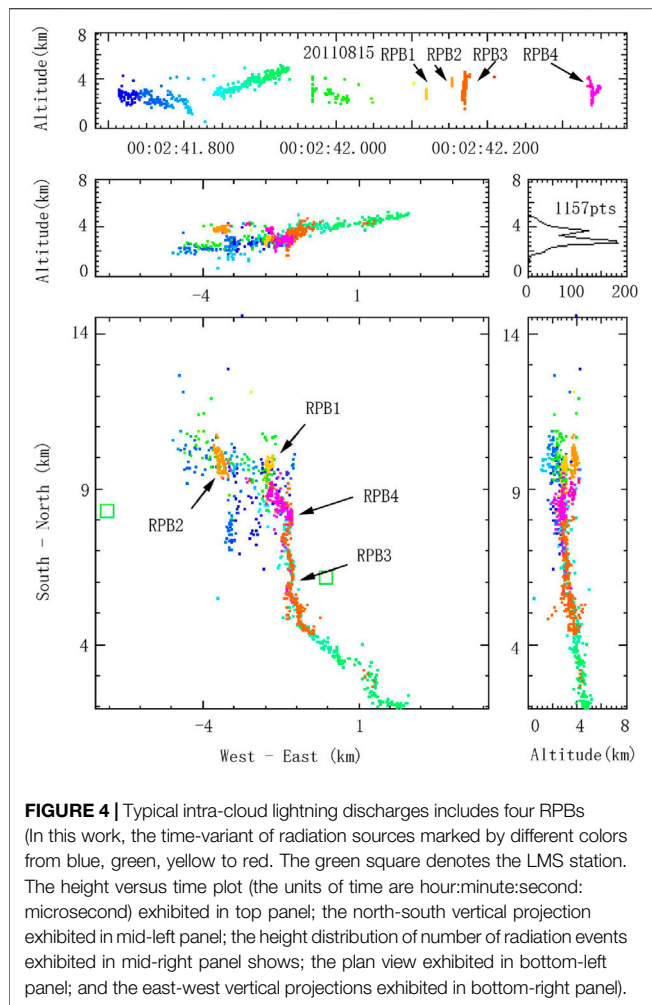 Altitude(km)
8
4
0
20110815
RPB1
RPB2
RPB3
RPB4
00:02:41.800
00:02:42.000
00:02:42.200
Altitude(km)
8
4
0
-4
1
8
4
0
1157pts
0
100
200
South - North (km)
14
9
4
RPB1
RPB2
RPB4
RPB3
-4
1
West - East (km)
14
9
4
0
4
8
Altitude(km)
FIGURE 4 | Typical intra-cloud lightning discharges includes four RPBs
(In this work, the time-variant of radiation sources marked by different colors
from blue, green, yellow to red. The green square denotes the LMS station.
The height versus time plot (the units of time are hour:minute:second:
microsecond) exhibited in top panel; the north-south vertical projection
exhibited in mid-left panel; the height distribution of number of radiation events
exhibited in mid-right panel shows; the plan view exhibited in bottom-left
panel; and the east-west vertical projections exhibited in bottom-right panel).